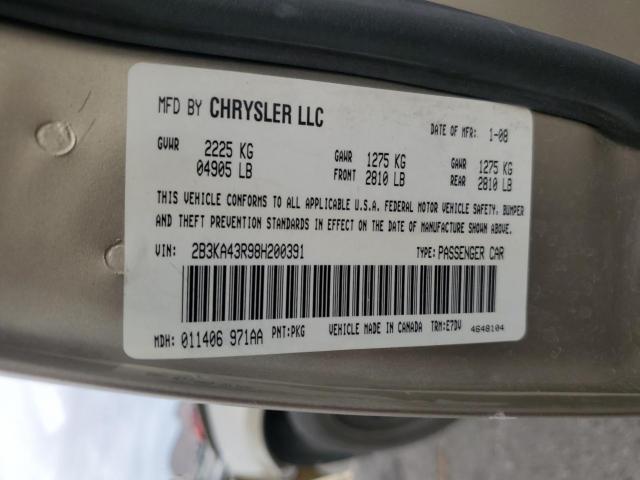 MFD BY CHRYSLER LLC DATE OF MFR: 1-08
GVWR 2225 KG GAWR 1275 KG GAWR 1275 KG
04905 LB FRONT 2810 LB REAR 2810 LB
THIS VEHICLE CONFORMS TO ALL APPLICABLE U.S.A. FEDERAL MOTOR VEHICLE SAFETY, BUMPER
AND THEFT PREVENTION STANDARDS IN EFFECT ON THE DATE OF MANUFACTURE SHOWN ABOVE.
VIN: 2B3KA43R98H200391 TYPE: PASSENGER CAR
MDH: 011406 971AA PNT: PKG VEHICLE MADE IN CANADA TRM: E7DV 4648104